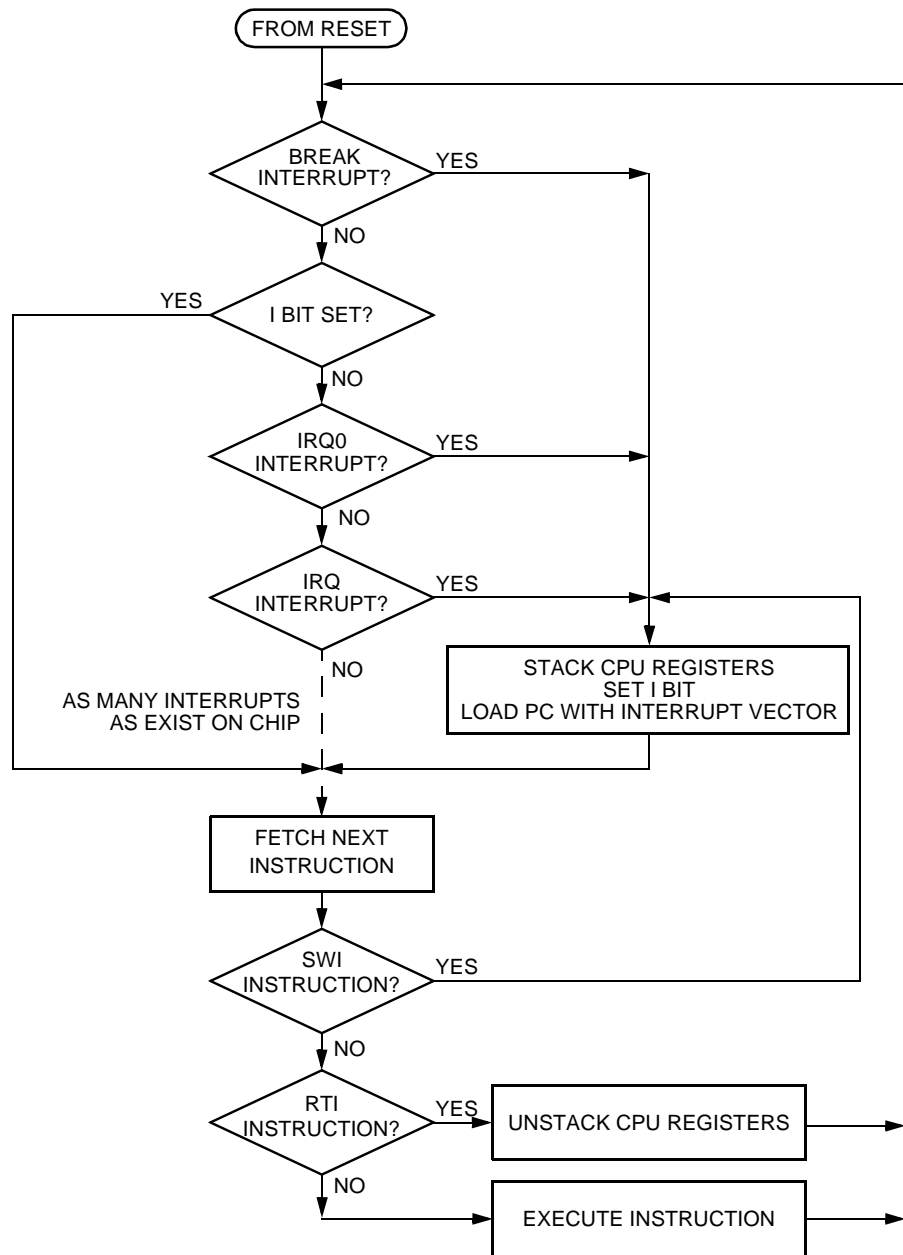 FROM RESET
BREAK
INTERRUPT?
YES
NO
YES
I BIT SET?
NO
IRQ0
INTERRUPT?
YES
NO
IRQ
INTERRUPT?
YES
NO
STACK CPU REGISTERS
SET I BIT
LOAD PC WITH INTERRUPT VECTOR
AS MANY INTERRUPTS
AS EXIST ON CHIP
FETCH NEXT
INSTRUCTION
SWI
INSTRUCTION?
YES
NO
RTI
INSTRUCTION?
YES
UNSTACK CPU REGISTERS
NO
EXECUTE INSTRUCTION